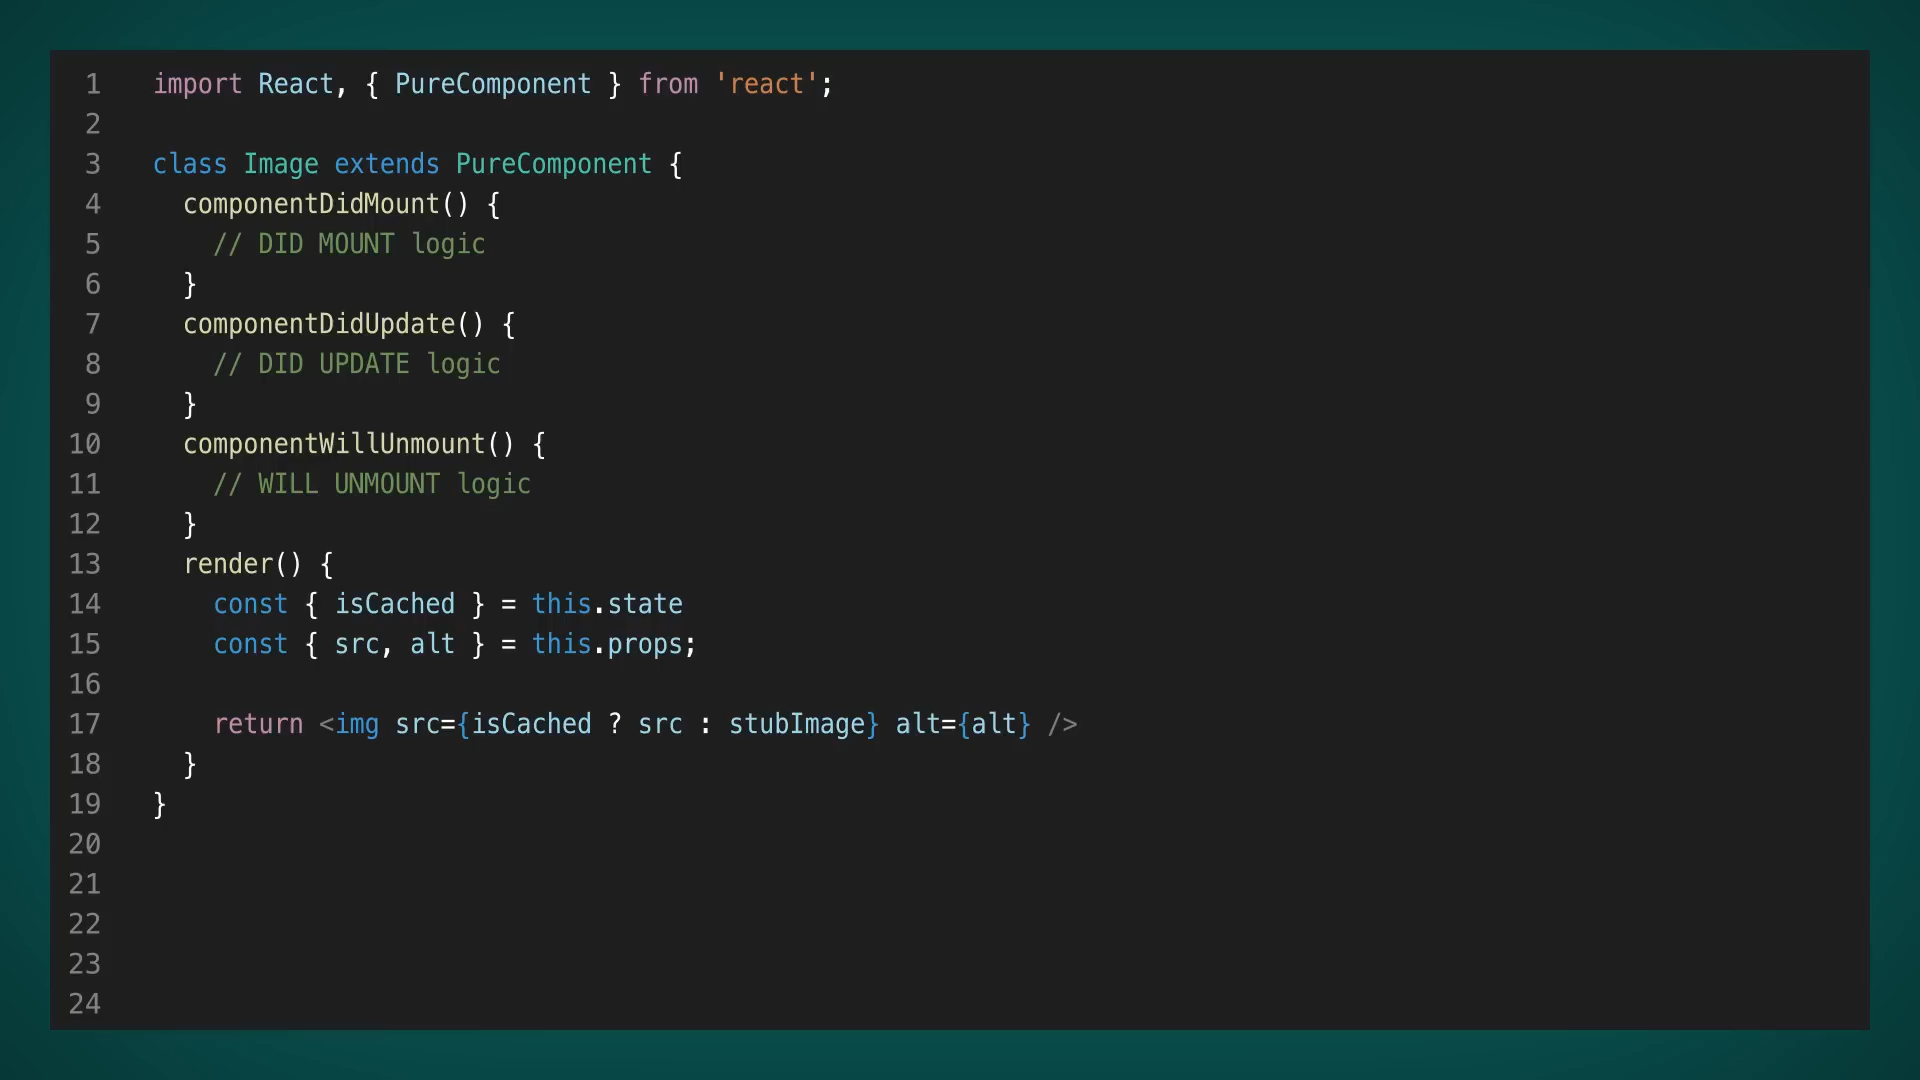 1 import React, { PureComponent } from 'react';
2
3 class Image extends PureComponent {
4 componentDidMount() {
5 // DID MOUNT logic
6 }
7 componentDidUpdate() {
8 // DID UPDATE logic
9 }
10 componentWillUnmount() {
11 // WILL UNMOUNT logic
12 }
13 render() {
14 const { isCached } = this.state
15 const { src, alt } = this.props;
16
17 return <img src={isCached ? src : stubImage} alt={alt} />
18 }
19 }
20
21
22
23
24